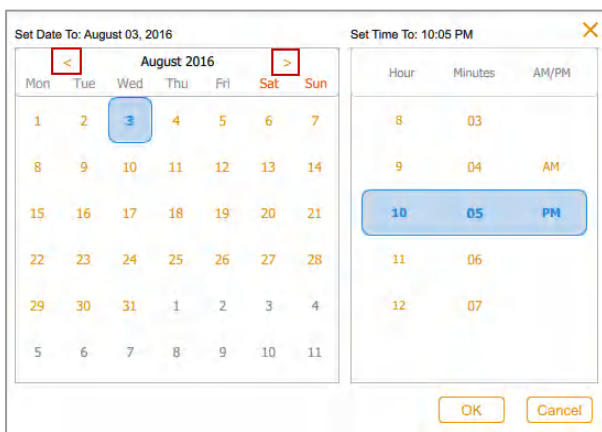 Set Date To: August 03, 2016
< August 2016 >
Mon Tue Wed Thu Fri Sat Sun
1 2 3 4 5 6 7
8 9 10 11 12 13 14
15 16 17 18 19 20 21
22 23 24 25 26 27 28
29 30 31 1 2 3 4
5 6 7 8 9 10 11
Set Time To: 10:05 PM
Hour Minutes AM/PM
8 03
9 04 AM
10 05 PM
11 06
12 07
OK Cancel